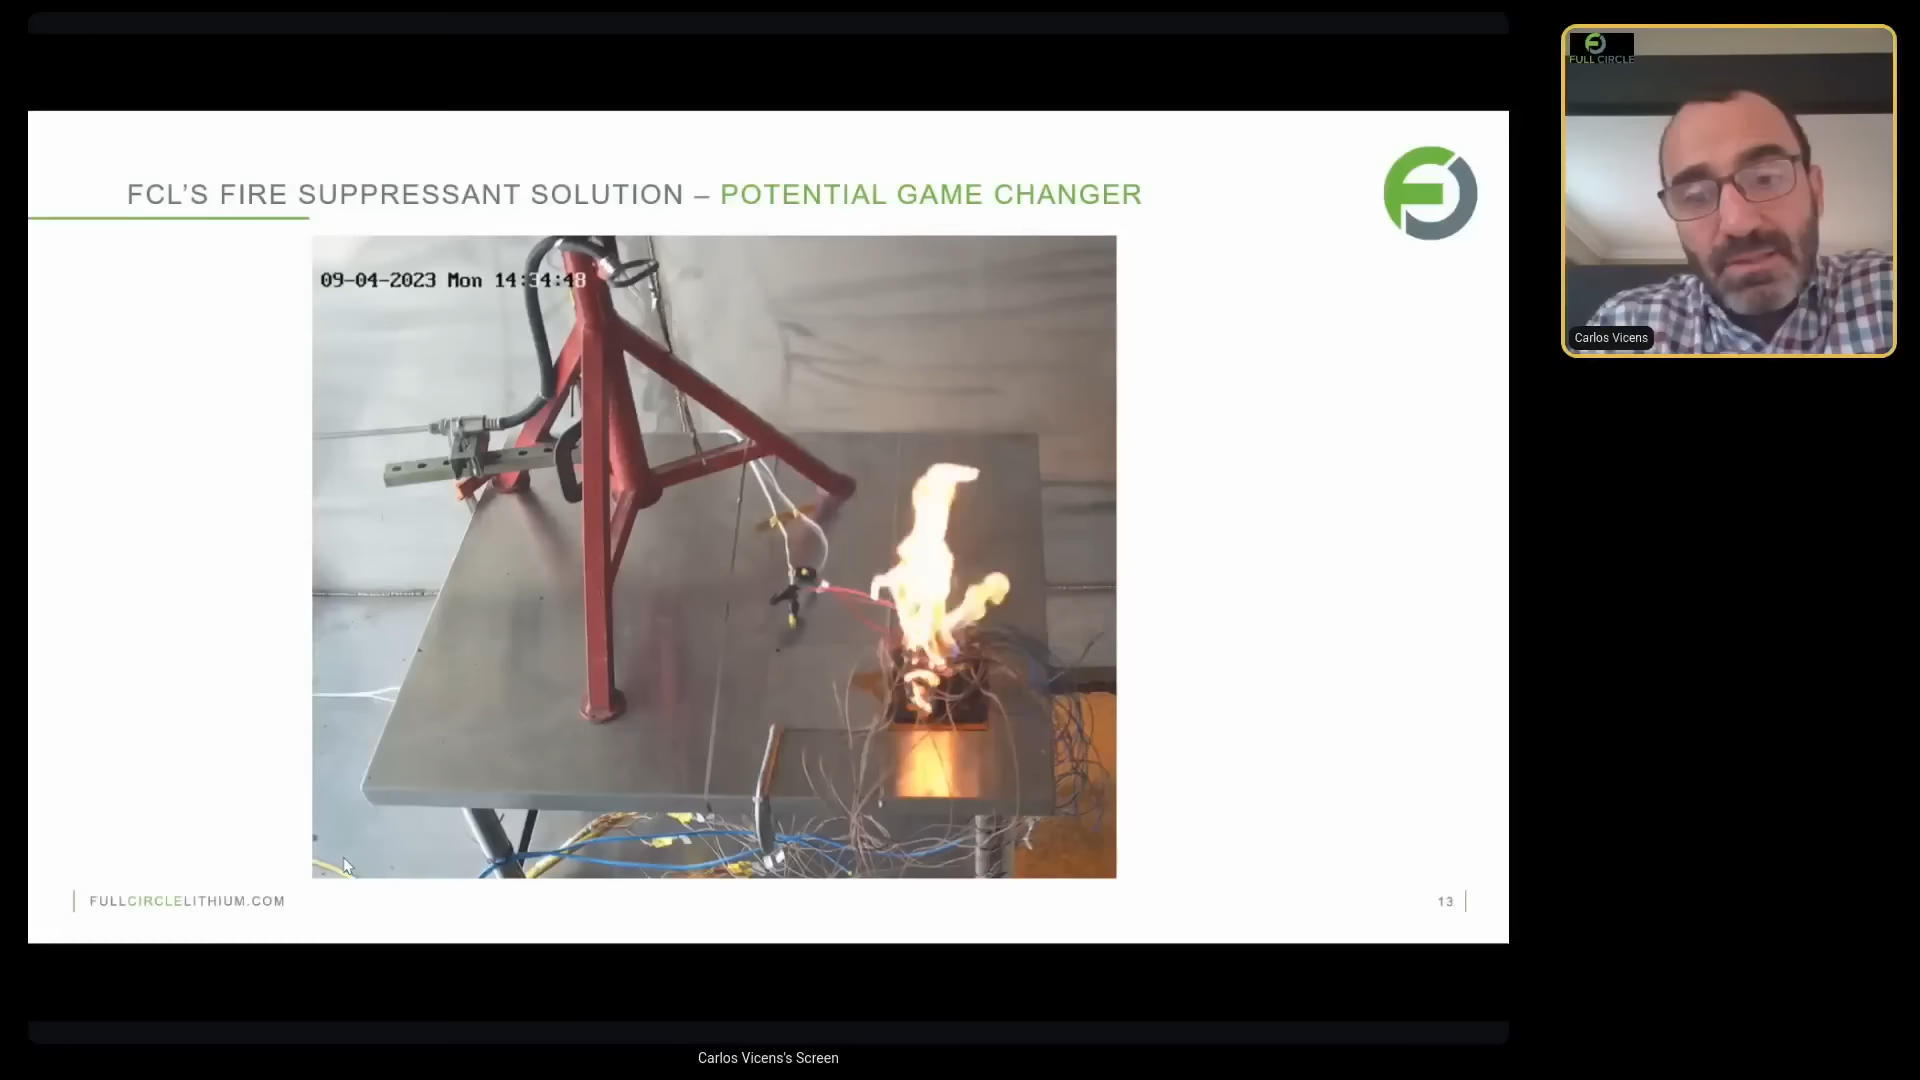 FULL CIRCLE
FCL’S FIRE SUPPRESSANT SOLUTION – POTENTIAL GAME CHANGER
09-04-2023 Mon 14:34:48
Carlos Vicens
FULLCIRCLELITHIUM.COM
13
Carlos Vicens's Screen